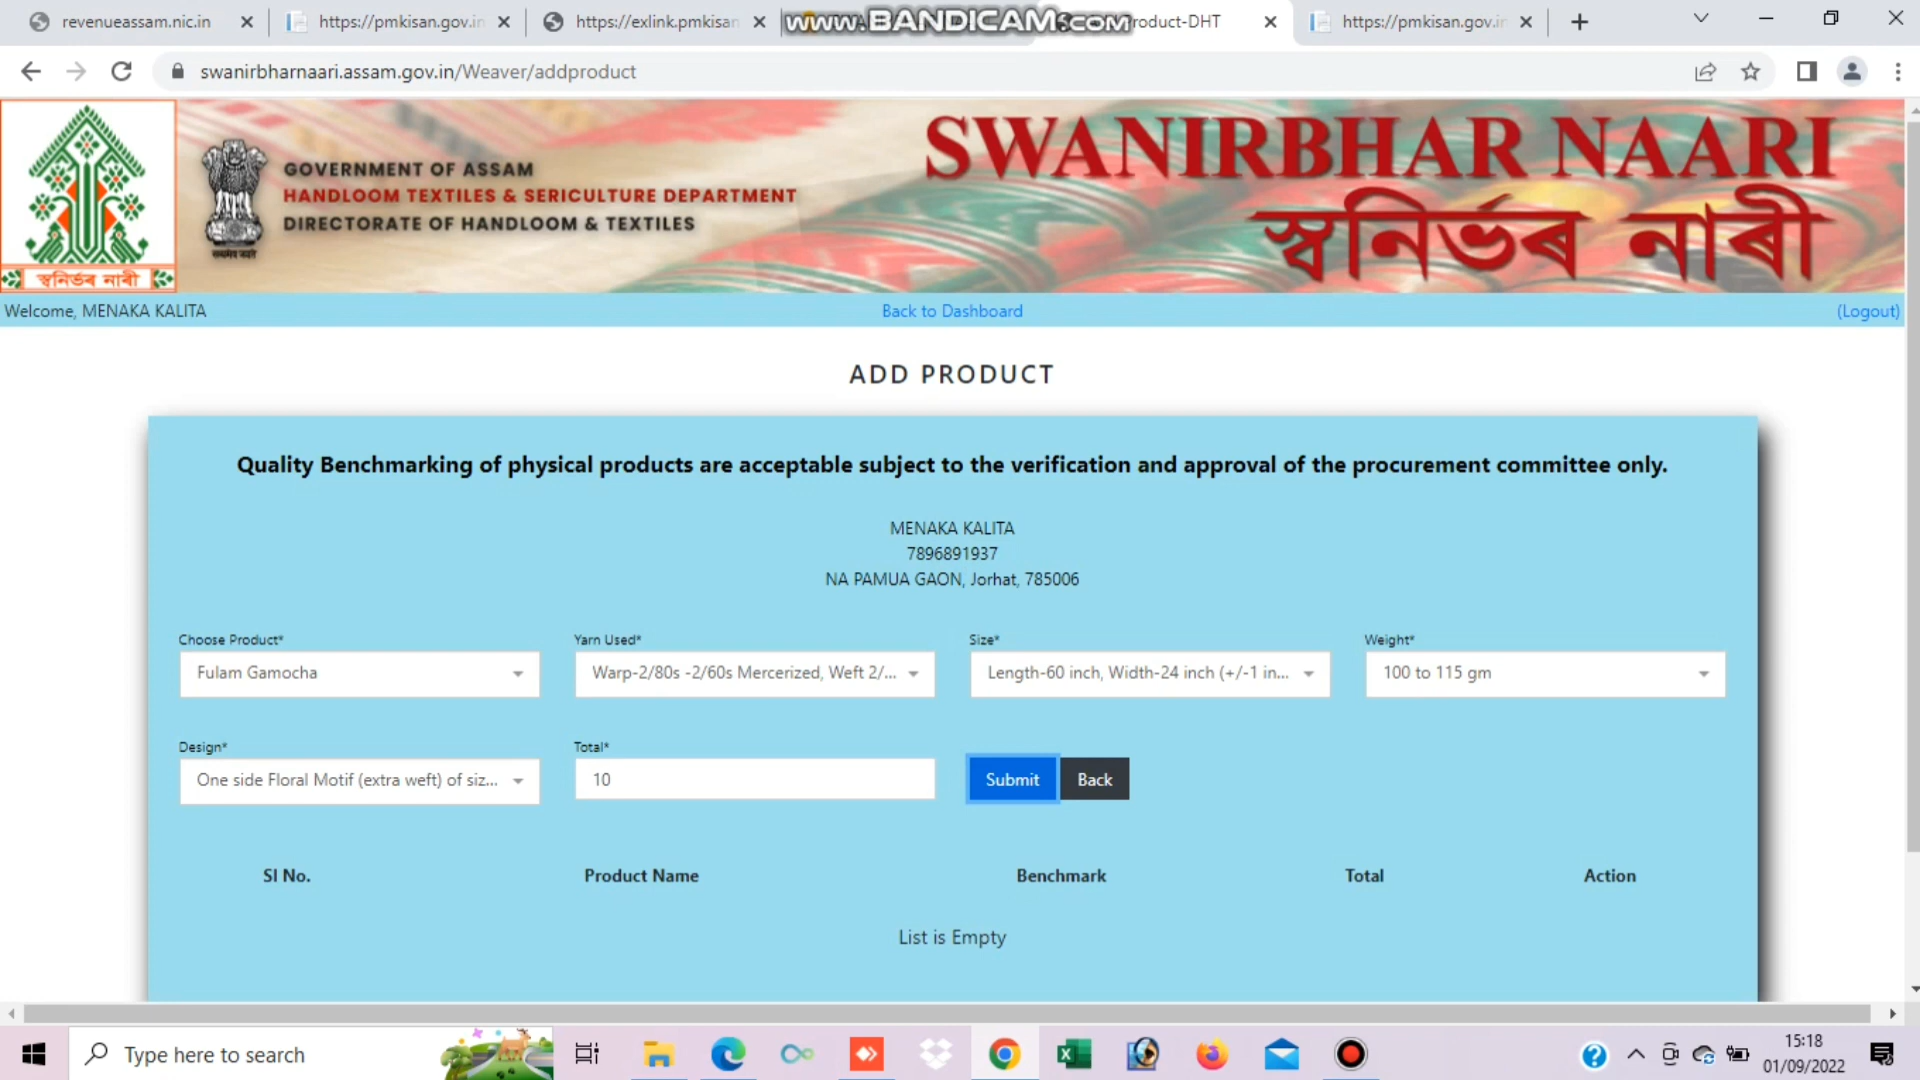 revenueassam.nic.in
https://pmkisan.gov.in
https://exlink.pmkisan
www.BANDICAM.com
Product-DHT
https://pmkisan.gov.in
swanirbharnaari.assam.gov.in/Weaver/addproduct
স্বনিৰ্ভৰ নাৰী
सत्यमेव जयते
GOVERNMENT OF ASSAM
HANDLOOM TEXTILES & SERICULTURE DEPARTMENT
DIRECTORATE OF HANDLOOM & TEXTILES
SWANIRBHAR NAARI
স্বনিৰ্ভৰ নাৰী
Welcome, MENAKA KALITA
Back to Dashboard
(Logout)
ADD PRODUCT
Quality Benchmarking of physical products are acceptable subject to the verification and approval of the procurement committee only.
MENAKA KALITA
7896891937
NA PAMUA GAON, Jorhat, 785006
Choose Product*
Yarn Used*
Size*
Weight*
Fulam Gamocha
Warp-2/80s -2/60s Mercerized, Weft 2/...
Length-60 inch, Width-24 inch (+/-1 in...
100 to 115 gm
Design*
Total*
One side Floral Motif (extra weft) of siz...
10
Submit
Back
Sl No.
Product Name
Benchmark
Total
Action
List is Empty
Type here to search
15:18
01/09/2022